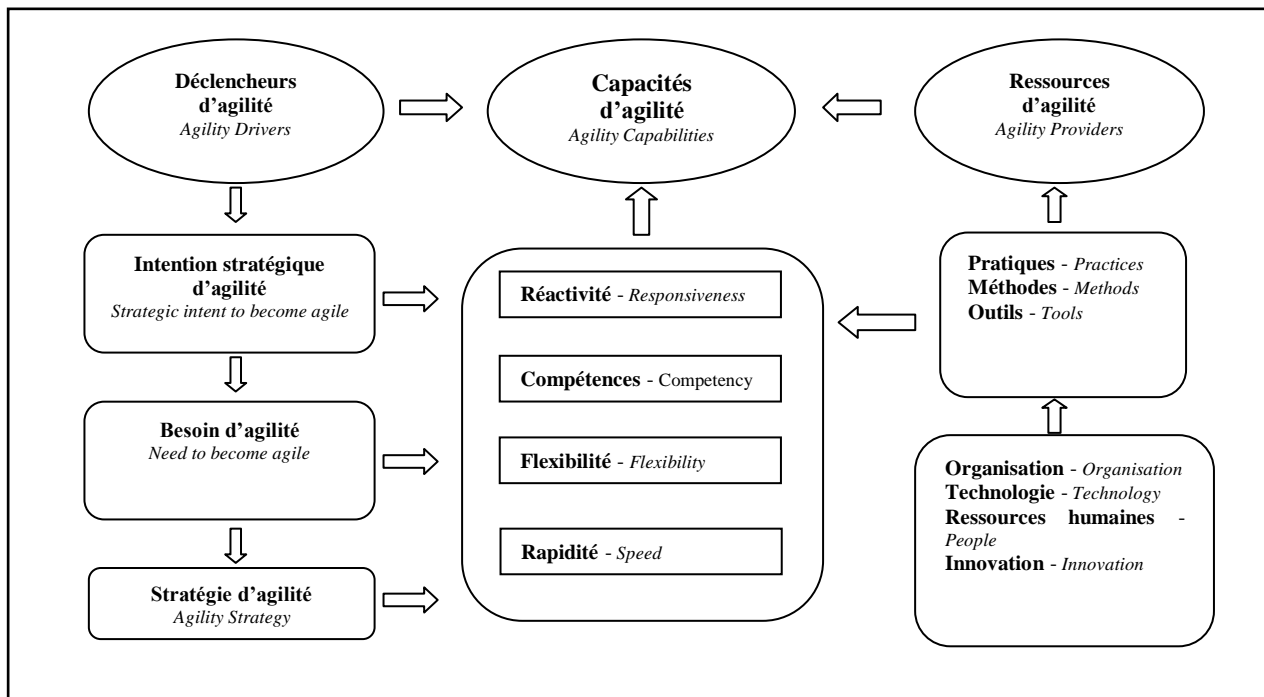 Déclencheurs
d'agilité
Agility Drivers
Capacités
d'agilité
Agility Capabilities
Ressources
d'agilité
Agility Providers
Intention stratégique
d'agilité
Strategic intent to become agile
Besoin d'agilité
Need to become agile
Stratégie d'agilité
Agility Strategy
Réactivité - Responsiveness
Compétences - Competency
Flexibilité - Flexibility
Rapidité - Speed
Pratiques - Practices
Méthodes - Methods
Outils - Tools
Organisation - Organisation
Technologie - Technology
Ressources humaines -
People
Innovation - Innovation